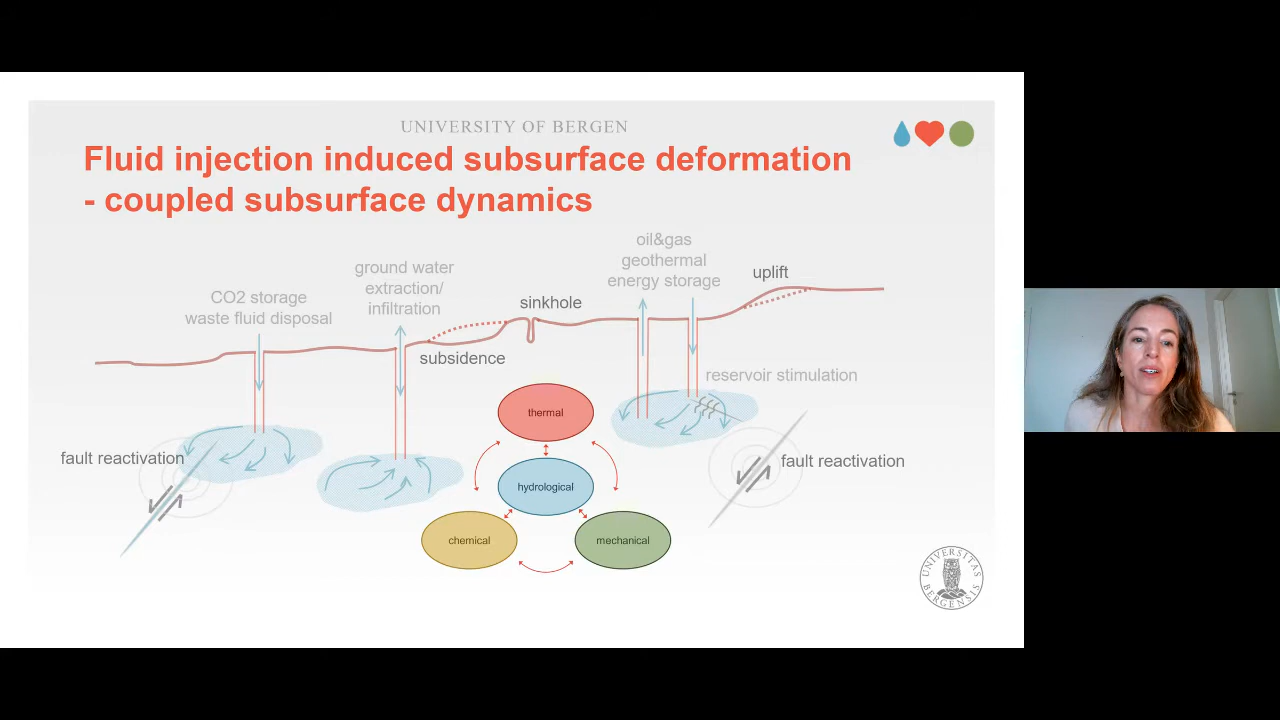 UNIVERSITY OF BERGEN
Fluid injection induced subsurface deformation
- coupled subsurface dynamics
oil&gas
geothermal
energy storage
ground water
extraction/
infiltration
uplift
CO2 storage
waste fluid disposal
sinkhole
subsidence
reservoir stimulation
thermal
fault reactivation
fault reactivation
hydrological
chemical
mechanical
UNIVERSITAS
BERGENSIS